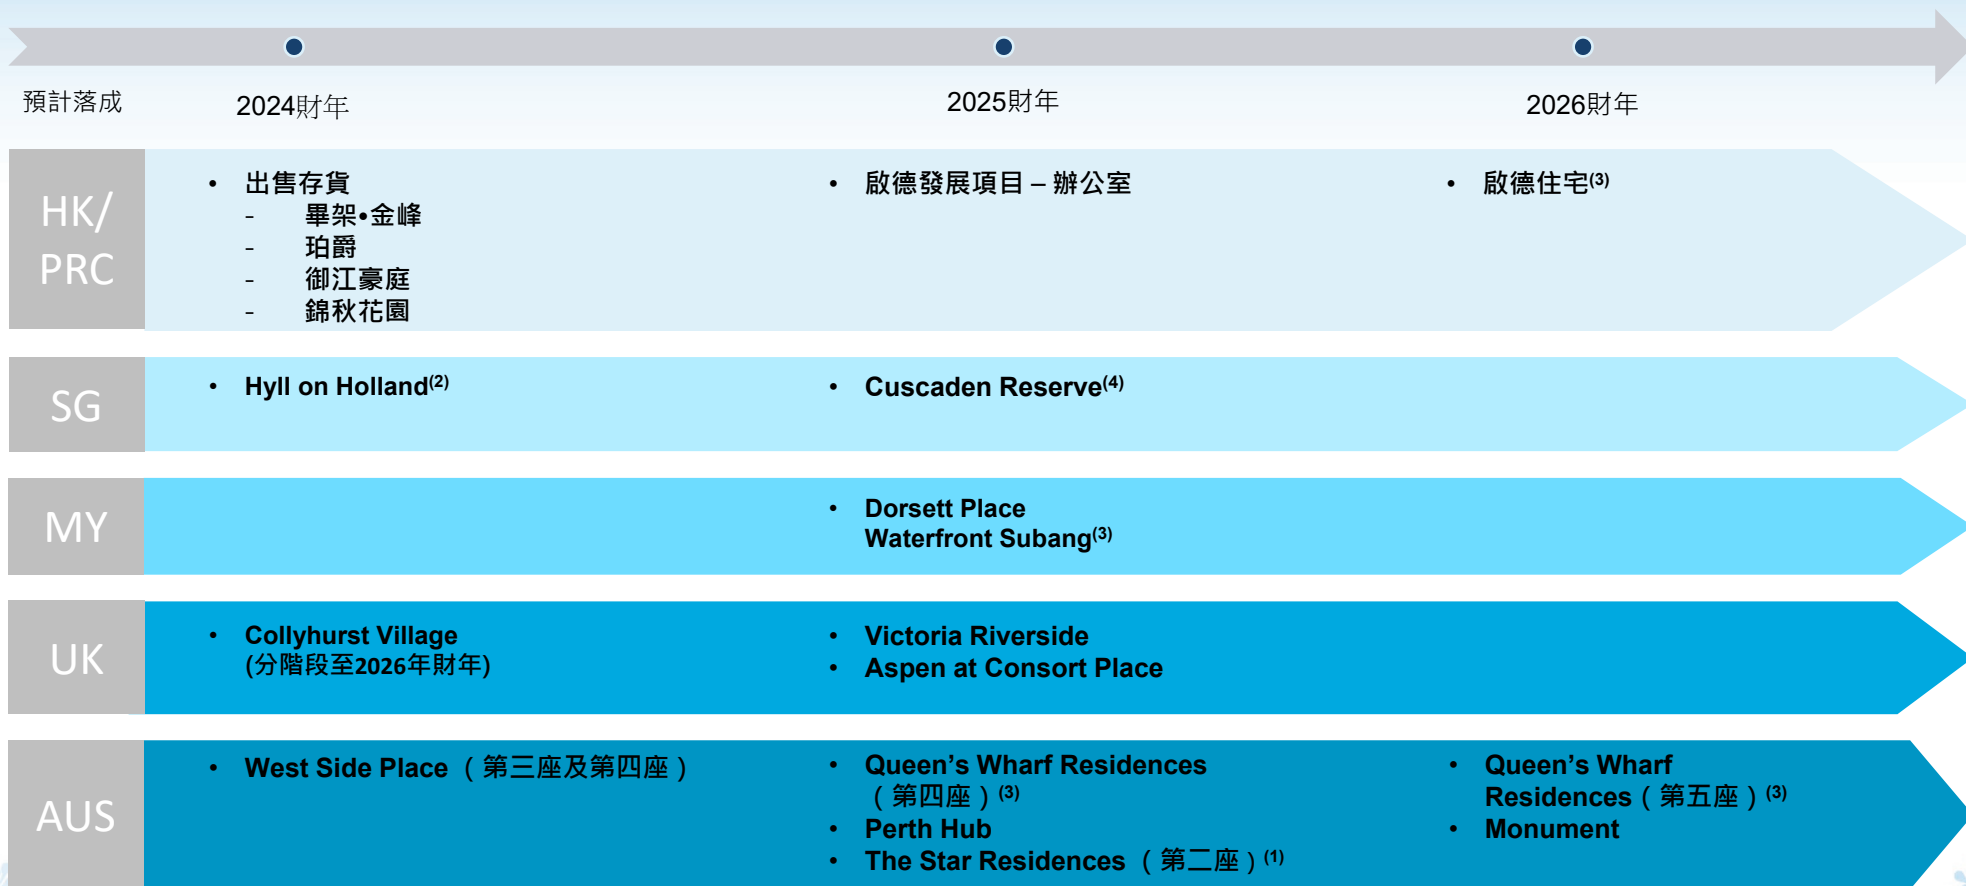 預計落成
2024財年
2025財年
2026財年
HK/
PRC
• 出售存貨
- 畢架•金峰
- 珀爵
- 御江豪庭
- 錦秋花園
• 啟德發展項目 – 辦公室
• 啟德住宅(3)
SG
• Hyll on Holland(2)
• Cuscaden Reserve(4)
MY
• Dorsett Place
Waterfront Subang(3)
UK
• Collyhurst Village
(分階段至2026年財年)
• Victoria Riverside
• Aspen at Consort Place
AUS
• West Side Place （第三座及第四座）
• Queen’s Wharf Residences
（第四座）(3)
• Perth Hub
• The Star Residences （第二座）(1)
• Queen’s Wharf
Residences（第五座）(3)
• Monument